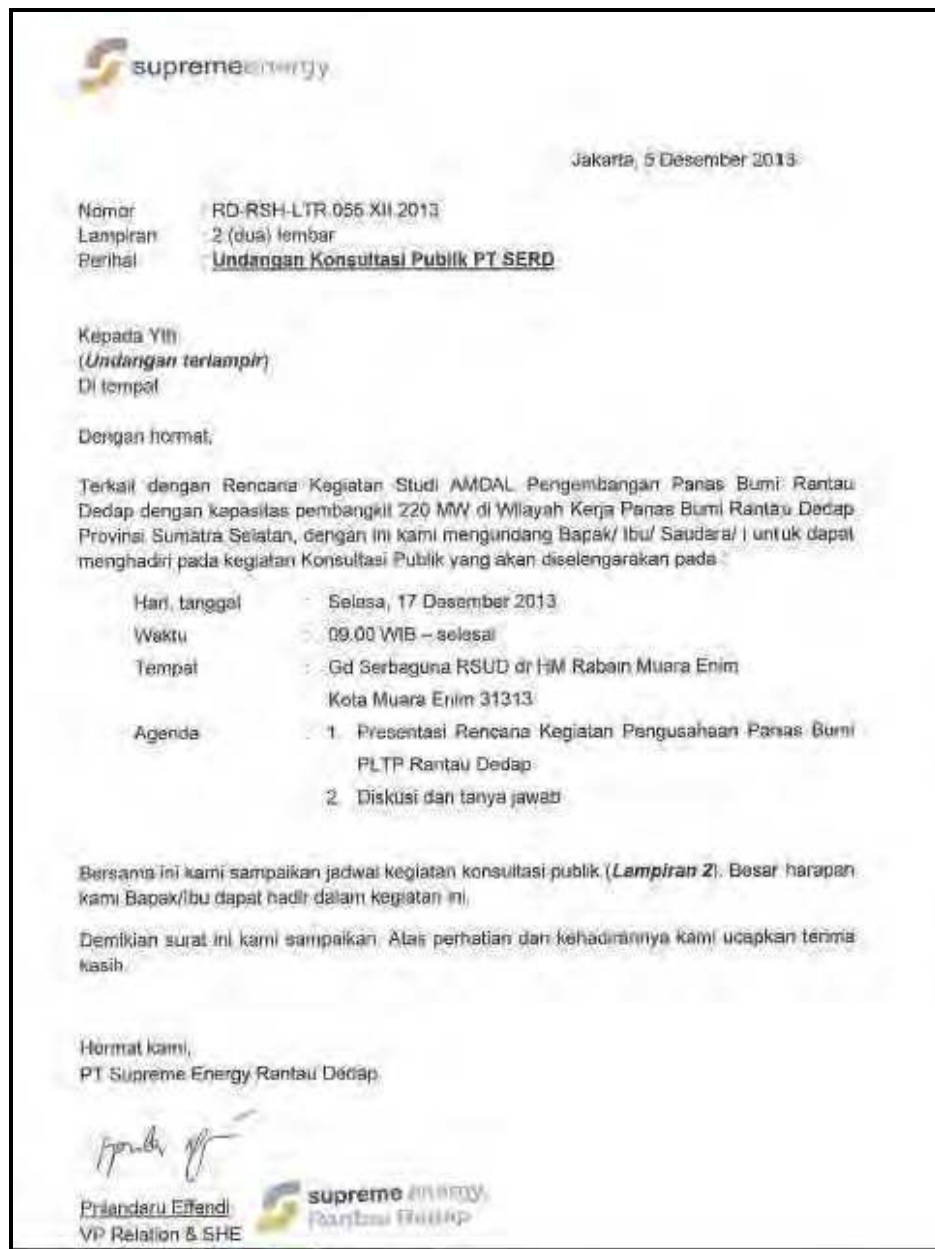 supremeenergy
Jakarta, 5 Desember 2013
Nomor : RD-RSH-LTR.055.XII.2013
Lampiran : 2 (dua) lembar
Perihal : Undangan Konsultasi Publik PT SERD
Kepada Yth
(Undangan terlampir)
Di tempat
Dengan hormat,
Terkait dengan Rencana Kegiatan Studi AMDAL Pengembangan Panas Bumi Rantau
Dedap dengan kapasitas pembangkit 220 MW di Wilayah Kerja Panas Bumi Rantau Dedap
Provinsi Sumatra Selatan, dengan ini kami mengundang Bapak/ Ibu/ Saudara/ i untuk dapat
menghadiri pada kegiatan Konsultasi Publik yang akan diselengarakan pada :
Hari, tanggal : Selasa, 17 Desember 2013
Waktu : 09.00 WIB – selesai
Tempat : Gd Serbaguna RSUD dr HM Rabain Muara Enim
Kota Muara Enim 31313
Agenda : 1. Presentasi Rencana Kegiatan Pengusahaan Panas Bumi
PLTP Rantau Dedap
2. Diskusi dan tanya jawab
Bersama ini kami sampaikan jadwal kegiatan konsultasi publik (Lampiran 2). Besar harapan
kami Bapak/Ibu dapat hadir dalam kegiatan ini.
Demikian surat ini kami sampaikan. Atas perhatian dan kehadirannya kami ucapkan terima
kasih.
Hormat kami,
PT Supreme Energy Rantau Dedap
Prijandaru Effendi
VP Relation & SHE
supreme energy
Rantau Dedap